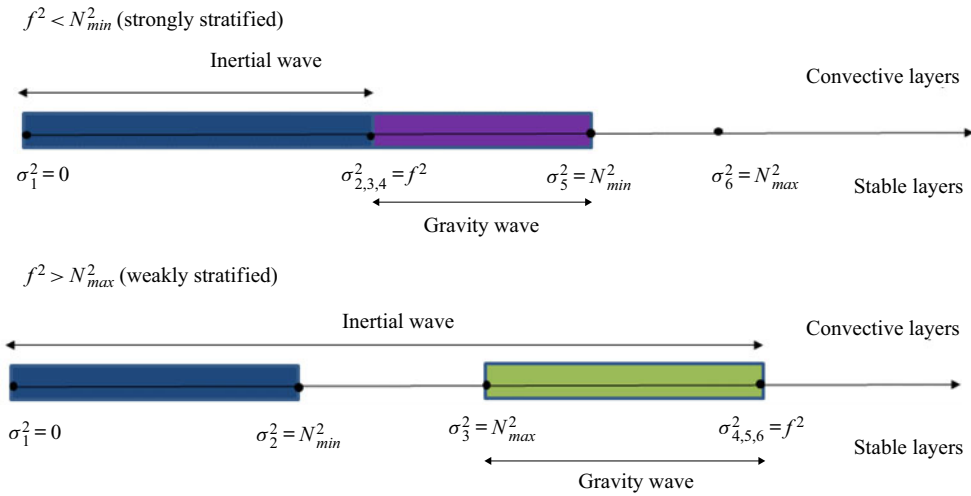 f² < N²min (strongly stratified)
Inertial wave
Convective layers
σ²1 = 0
σ²2,3,4 = f²
σ²5 = N²min
σ²6 = N²max
Stable layers
Gravity wave
f² > N²max (weakly stratified)
Inertial wave
Convective layers
σ²1 = 0
σ²2 = N²min
σ²3 = N²max
σ²4,5,6 = f²
Stable layers
Gravity wave